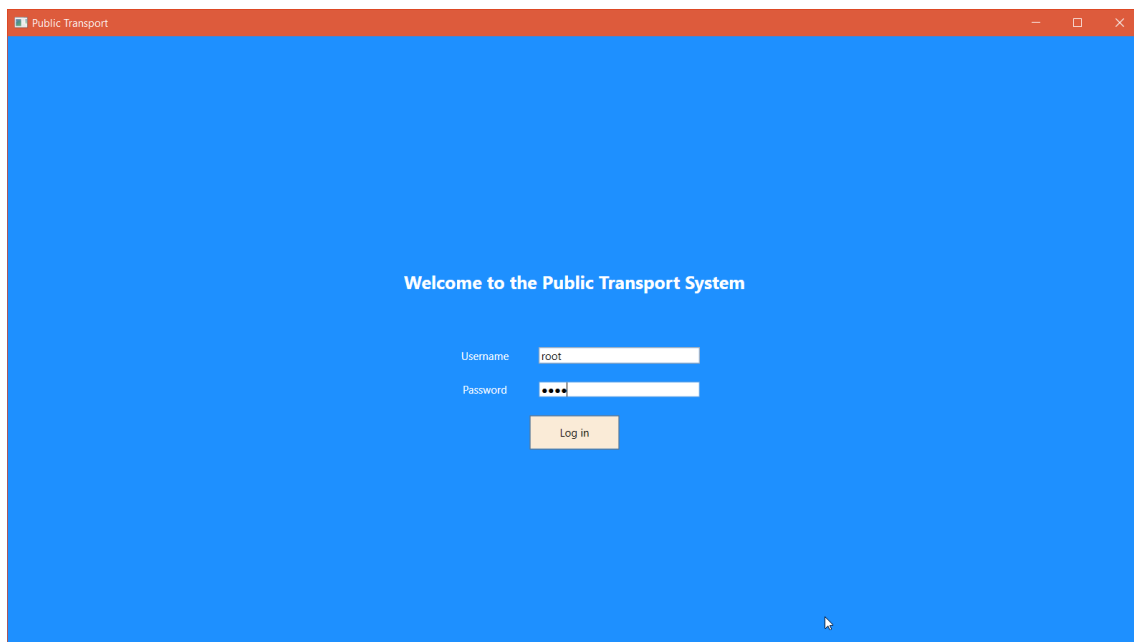 Public Transport
Welcome to the Public Transport System
Username root
Password ••••
Log in